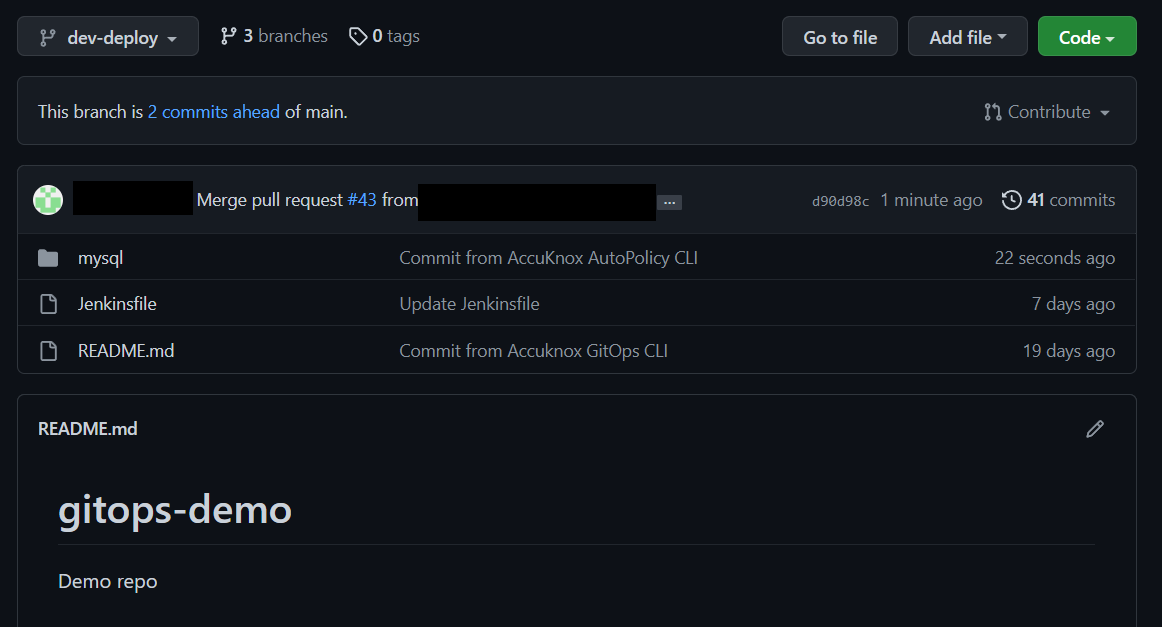 dev-deploy 3 branches 0 tags Go to file Add file Code
This branch is 2 commits ahead of main. Contribute
Merge pull request #43 from ... d90d98c 1 minute ago 41 commits
mysql Commit from AccuKnox AutoPolicy CLI 22 seconds ago
Jenkinsfile Update Jenkinsfile 7 days ago
README.md Commit from Accuknox GitOps CLI 19 days ago
README.md
gitops-demo
Demo repo